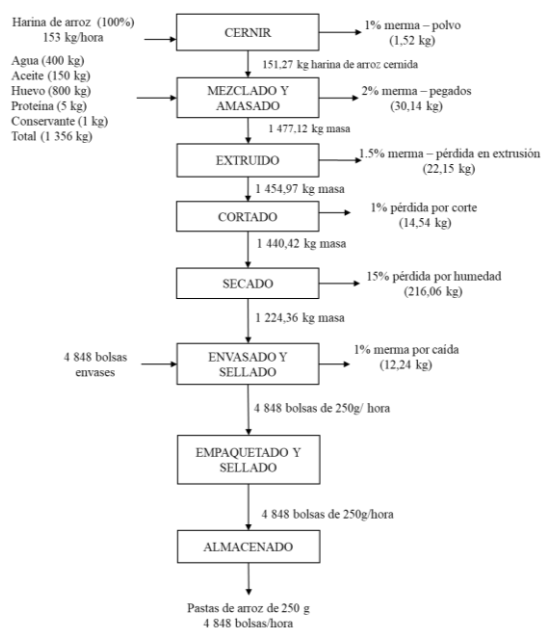 Harina de arroz (100%)
153 kg/hora
CERNIR
1% merma – polvo
(1,52 kg)
151,27 kg harina de arroz cernida
Agua (400 kg)
Aceite (150 kg)
Huevo (800 kg)
Proteína (5 kg)
Conservante (1 kg)
Total (1 356 kg)
MEZCLADO Y
AMASADO
2% merma – pegados
(30,14 kg)
1 477,12 kg masa
EXTRUIDO
1.5% merma – pérdida en extrusión
(22,15 kg)
1 454,97 kg masa
CORTADO
1% pérdida por corte
(14,54 kg)
1 440,42 kg masa
SECADO
15% pérdida por humedad
(216,06 kg)
1 224,36 kg masa
4 848 bolsas
envases
ENVASADO Y
SELLADO
1% merma por caída
(12,24 kg)
4 848 bolsas de 250g/ hora
EMPAQUETADO Y
SELLADO
4 848 bolsas de 250g/hora
ALMACENADO
Pastas de arroz de 250 g
4 848 bolsas/hora